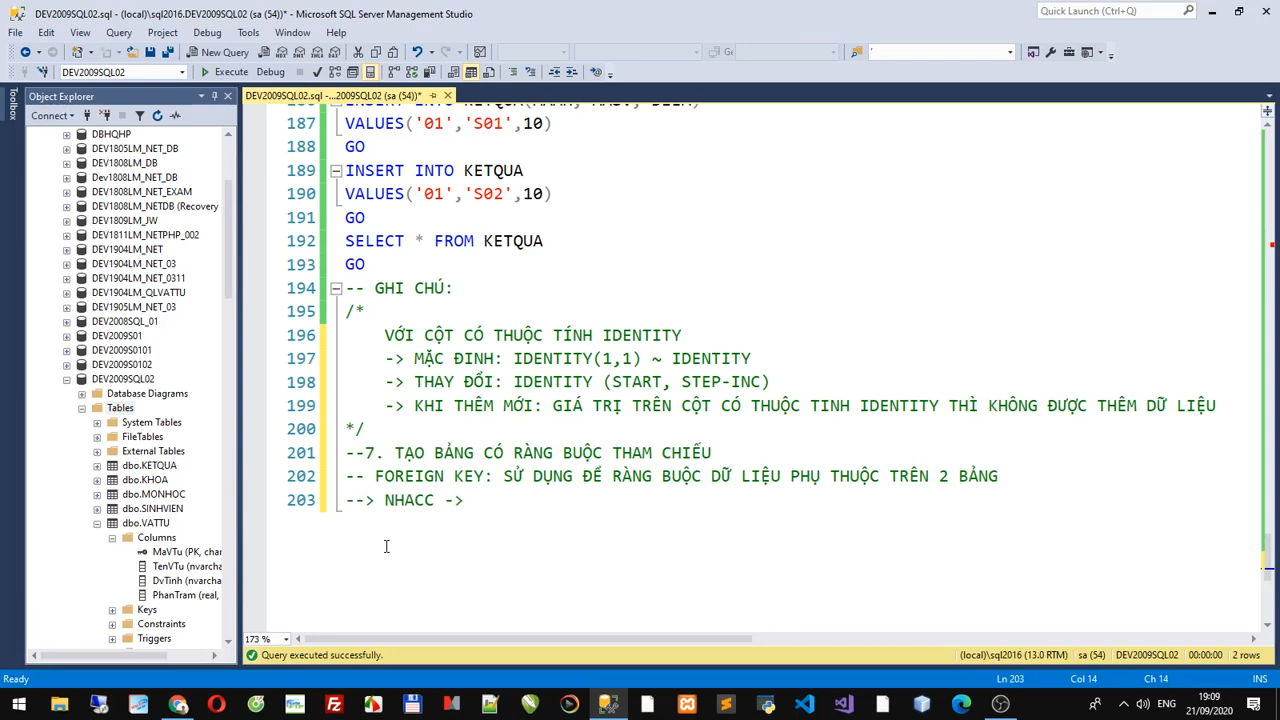 DEV2009SQL02.sql - (local)\sql2016.DEV2009SQL02 (sa (54))* - Microsoft SQL Server Management Studio
Quick Launch (Ctrl+Q)
File Edit View Query Project Debug Tools Window Help
New Query
DEV2009SQL02 Execute Debug
Toolbox
Object Explorer
Connect
DBHQHP
DEV1805LM_NET_DB
DEV1808LM_DB
Dev1808LM_NET_DB
DEV1808LM_NET_EXAM
DEV1808LM_NETDB (Recovery
DEV1809LM_JW
DEV1811LM_NETPHP_002
DEV1904LM_NET
DEV1904LM_NET_03
DEV1904LM_NET_0311
DEV1904LM_QLVATTU
DEV1905LM_NET_03
DEV2008SQL_01
DEV2009S01
DEV2009S0101
DEV2009S0102
DEV2009SQL02
Database Diagrams
Tables
System Tables
FileTables
External Tables
dbo.KETQUA
dbo.KHOA
dbo.MONHOC
dbo.SINHVIEN
dbo.VATTU
Columns
MaVTu (PK, cha
TenVTu (nvarcha
DvTinh (nvarcha
PhanTram (real,
Keys
Constraints
Triggers
DEV2009SQL02.sql -...2009SQL02 (sa (54))*
187 VALUES('01','S01',10)
188 GO
189 INSERT INTO KETQUA
190 VALUES('01','S02',10)
191 GO
192 SELECT * FROM KETQUA
193 GO
194 -- GHI CHÚ:
195 /*
196 VỚI CỘT CÓ THUỘC TÍNH IDENTITY
197 -> MẶC ĐINH: IDENTITY(1,1) ~ IDENTITY
198 -> THAY ĐỔI: IDENTITY (START, STEP-INC)
199 -> KHI THÊM MỚI: GIÁ TRỊ TRÊN CỘT CÓ THUỘC TINH IDENTITY THÌ KHÔNG ĐƯỢC THÊM DỮ LIỆU
200 */
201 --7. TẠO BẢNG CÓ RÀNG BUỘC THAM CHIẾU
202 -- FOREIGN KEY: SỬ DỤNG ĐỂ RÀNG BUỘC DỮ LIỆU PHỤ THUỘC TRÊN 2 BẢNG
203 --> NHACC ->
173 %
Query executed successfully. (local)\sql2016 (13.0 RTM) sa (54) DEV2009SQL02 00:00:00 2 rows
Ready Ln 203 Col 14 Ch 14 INS
ENG 19:09
21/09/2020